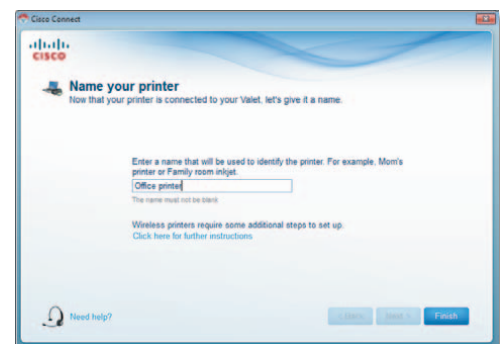 Cisco Connect
CISCO
Name your printer
Now that your printer is connected to your Valet, let's give it a name.
Enter a name that will be used to identify the printer. For example, Mom's
printer or Family room inkjet.
Office printer
The name must not be blank
Wireless printers require some additional steps to set up.
Click here for further instructions
Need help?
Next >
Finish